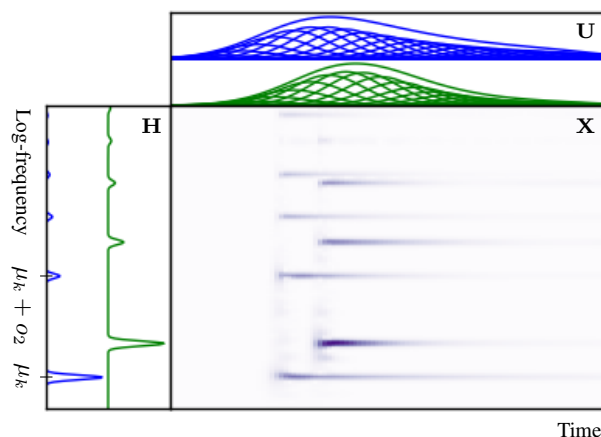 U
H
X
Log-frequency
μₖ + o₂
μₖ
Time